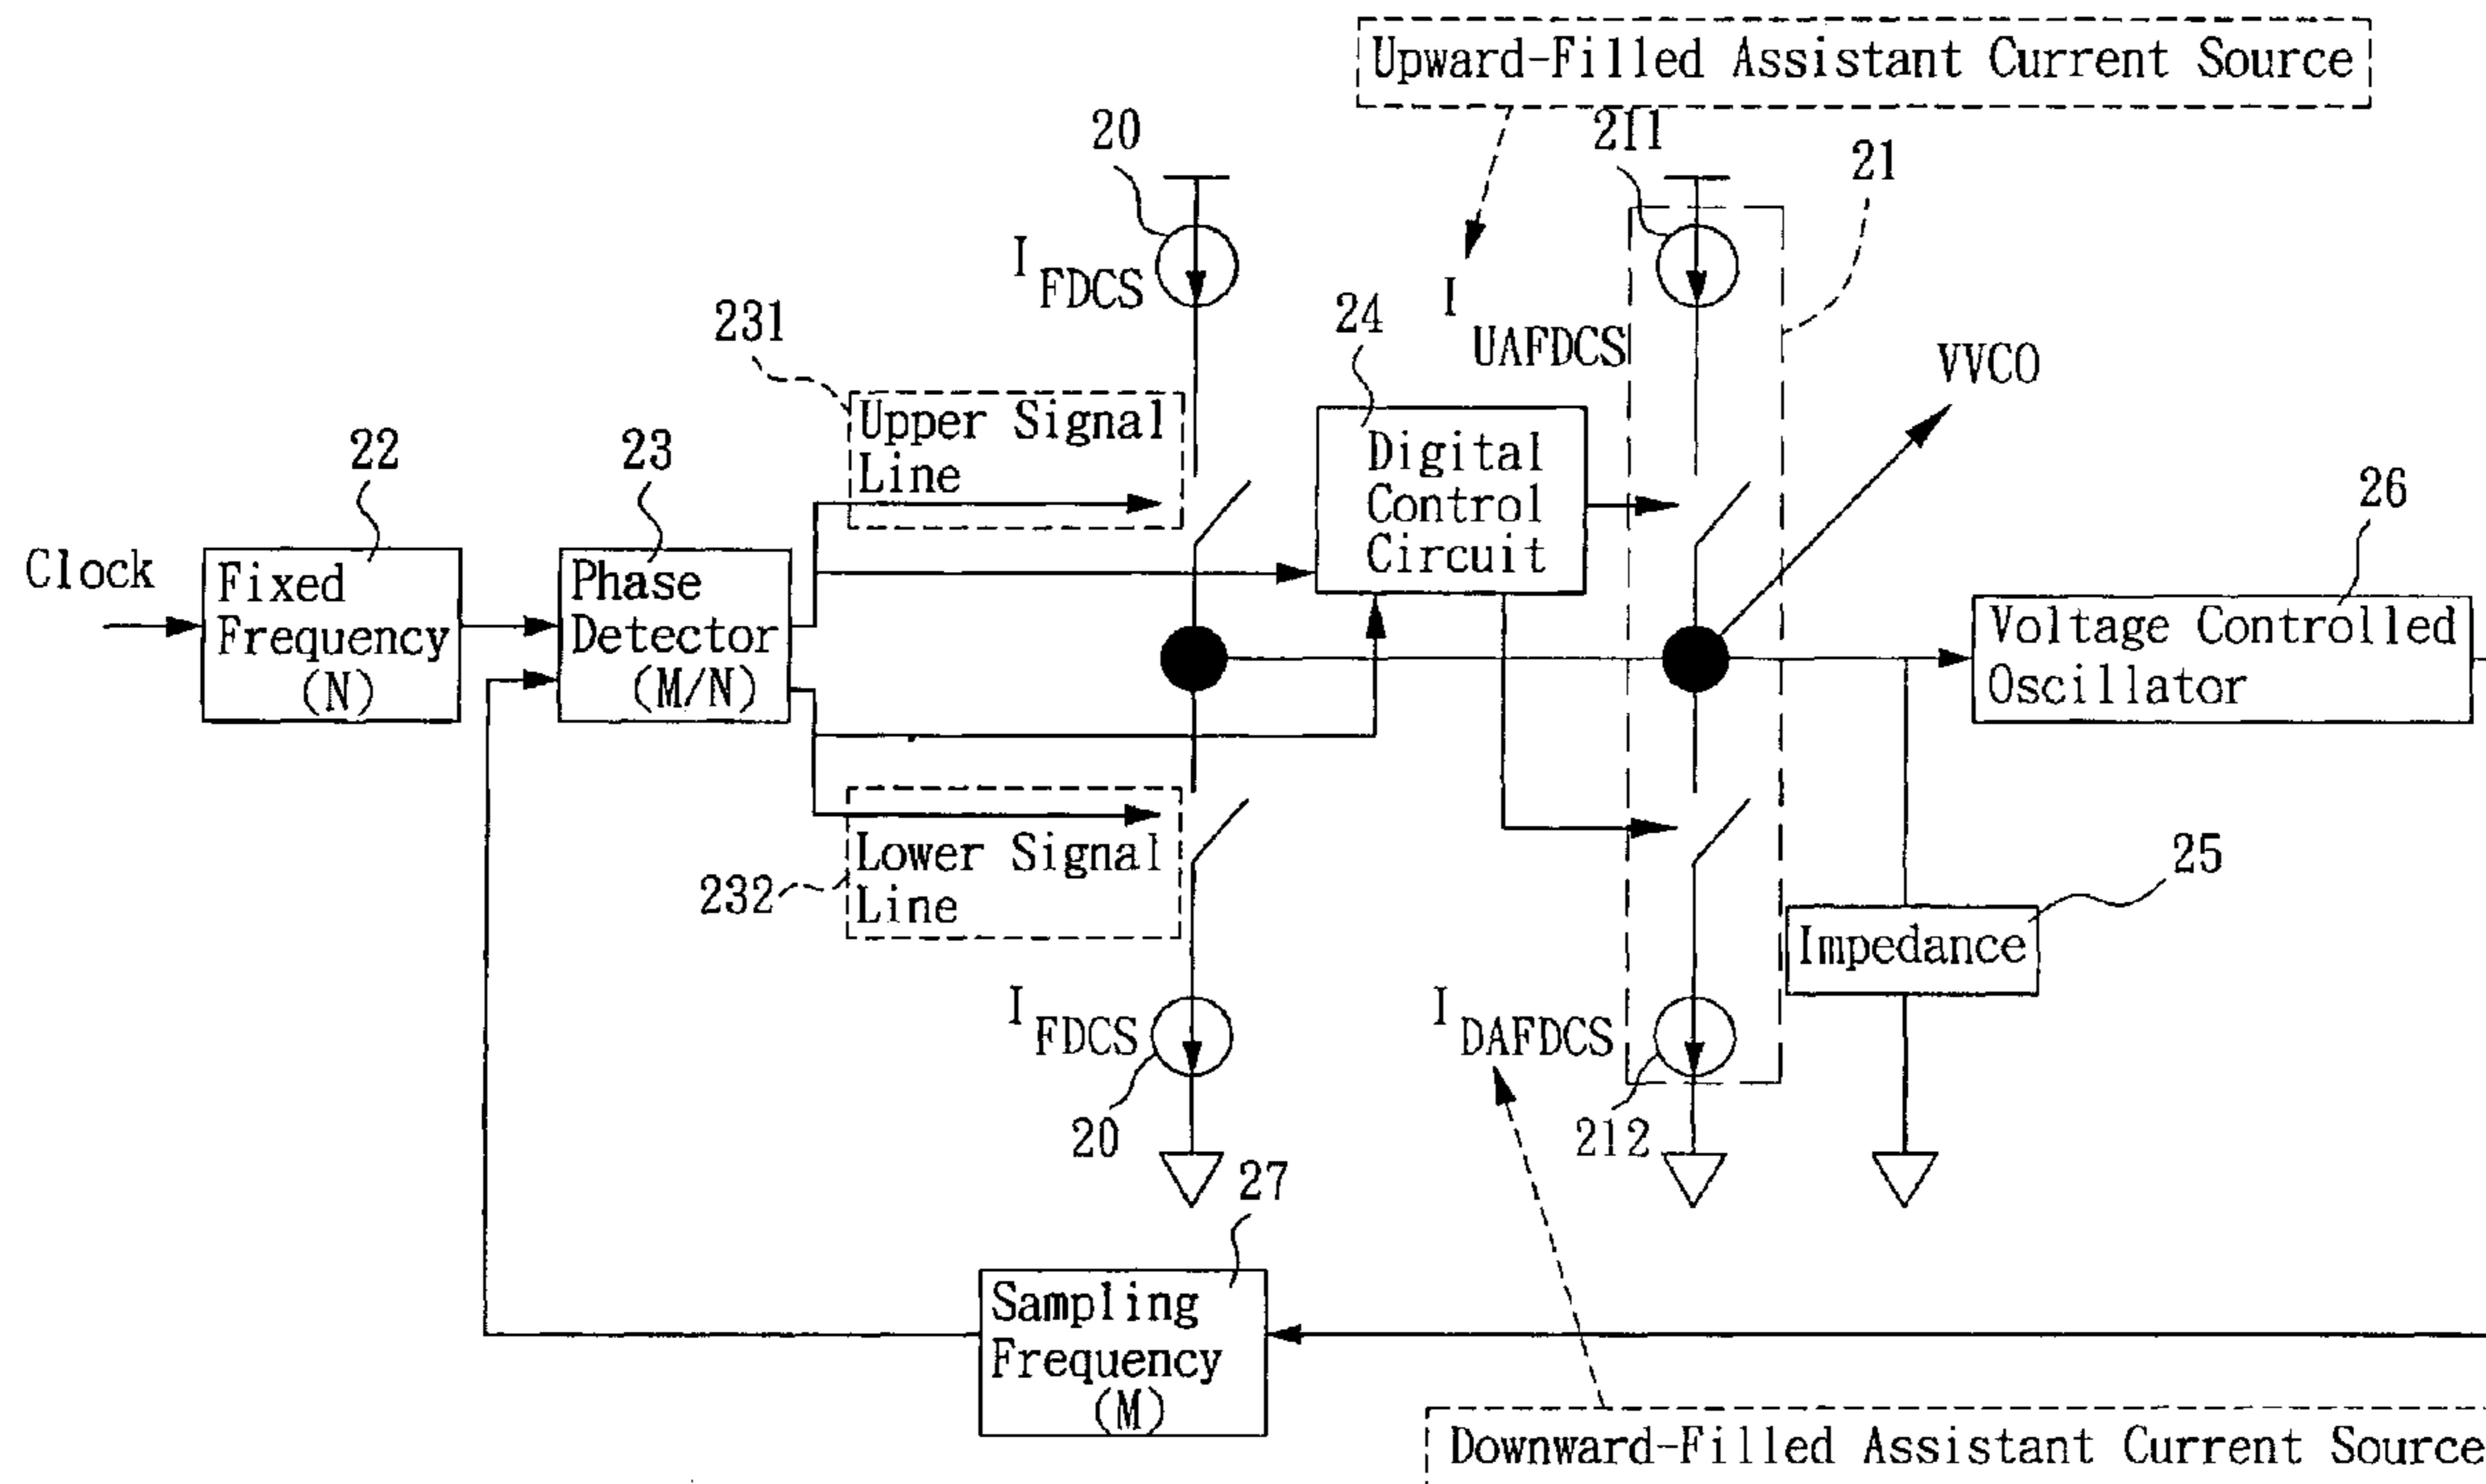 Upward-Filled Assistant Current Source
20
211
21
I
FDCS
I
UAFDCS
231
24
VVCO
Upper Signal
Line
22
23
Digital
Control
Circuit
26
Clock
Fixed
Frequency
(N)
Phase
Detector
(M/N)
Voltage Controlled
Oscillator
Lower Signal
Line
232
25
Impedance
I
FDCS
I
DAFDCS
20
212
27
Sampling
Frequency
(M)
Downward-Filled Assistant Current Source